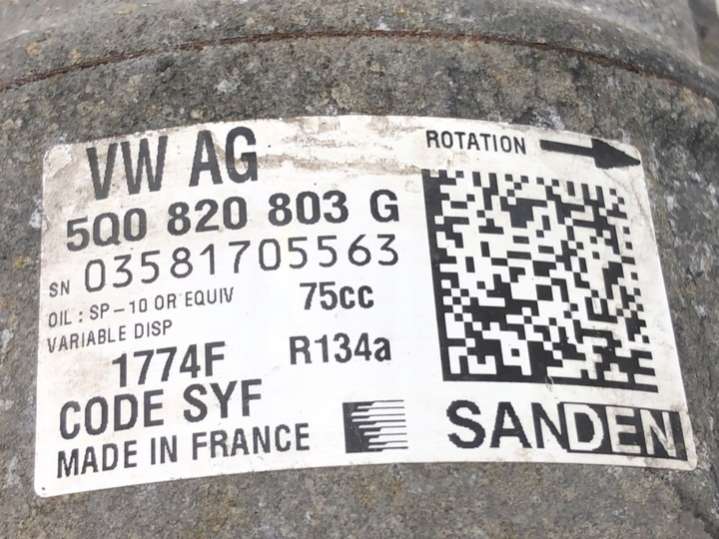 VW AG
ROTATION
5Q0 820 803 G
SN 03581705563
OIL : SP-10 OR EQUIV 75cc
VARIABLE DISP
1774F R134a
CODE SYF
MADE IN FRANCE
SANDEN